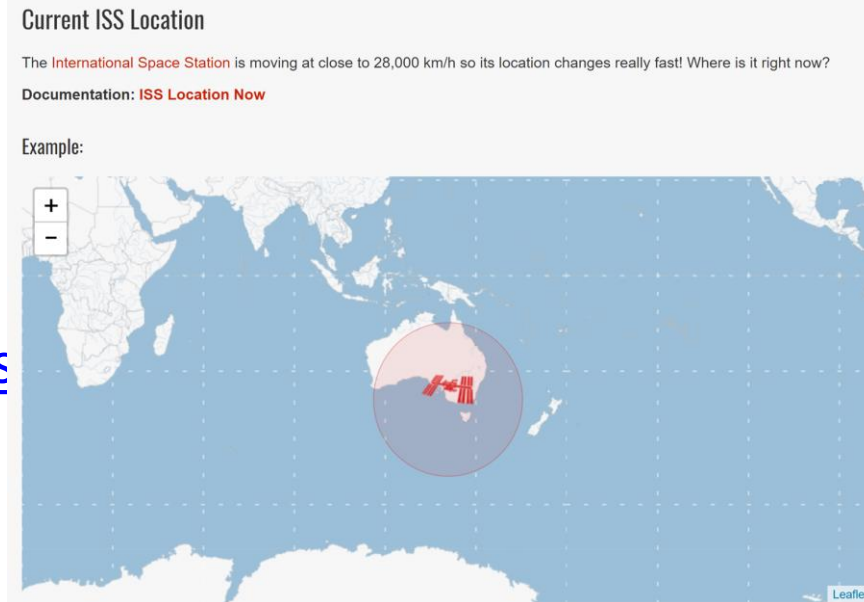 Current ISS Location
The International Space Station is moving at close to 28,000 km/h so its location changes really fast! Where is it right now?
Documentation: ISS Location Now
Example:
+
−